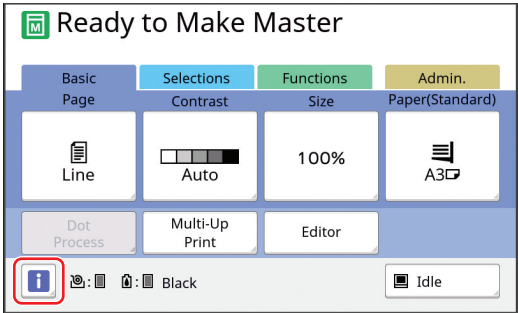 M Ready to Make Master
Basic Selections Functions Admin.
Page Contrast Size Paper(Standard)
Line Auto 100% A3
Dot Process Multi-Up Print Editor
i : : Black Idle